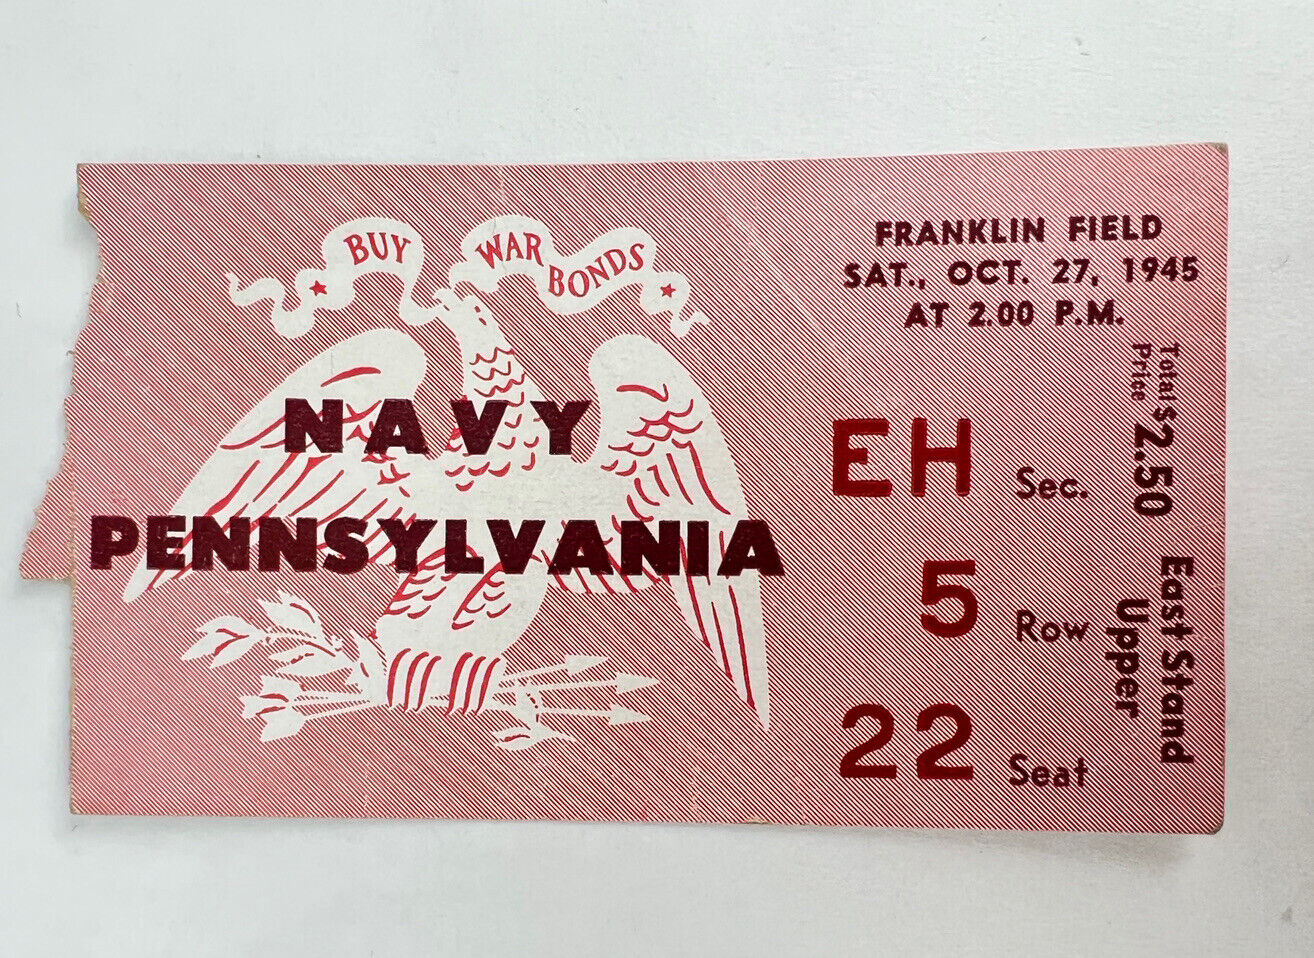 BUY WAR BONDS
NAVY
PENNSYLVANIA
FRANKLIN FIELD
SAT., OCT. 27, 1945
AT 2.00 P.M.
EH Sec.
5 Row
22 Seat
Total Price $2.50
East Stand
Upper